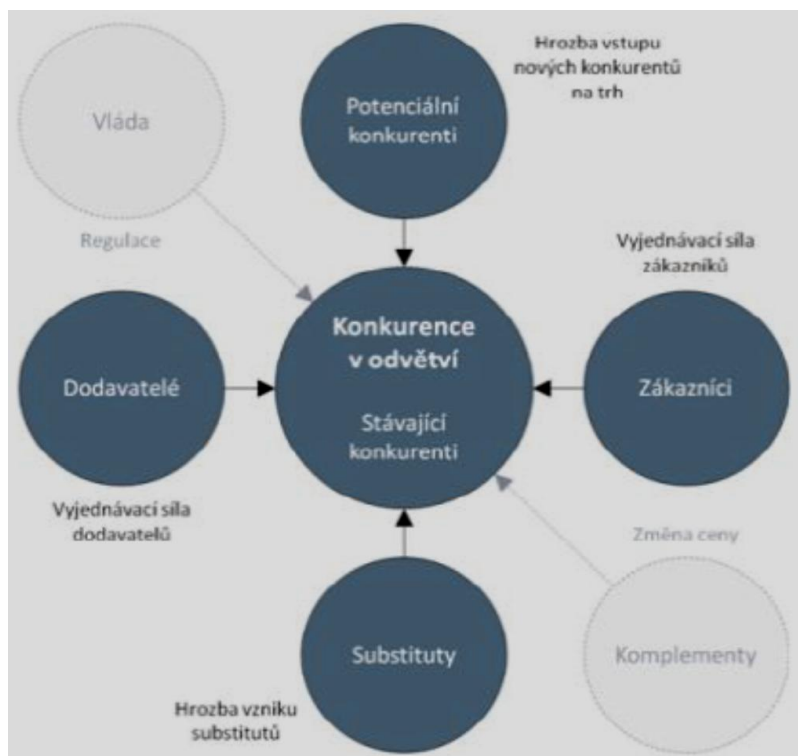 Hrozba vstupu
nových konkurentů
na trh
Potenciální
konkurenti
Vláda
Regulace
Vyjednávací síla
zákazníků
Konkurence
v odvětví
Stávající
konkurenti
Dodavatelé
Zákazníci
Vyjednávací síla
dodavatelů
Změna ceny
Substituty
Komplementy
Hrozba vzniku
substitutů